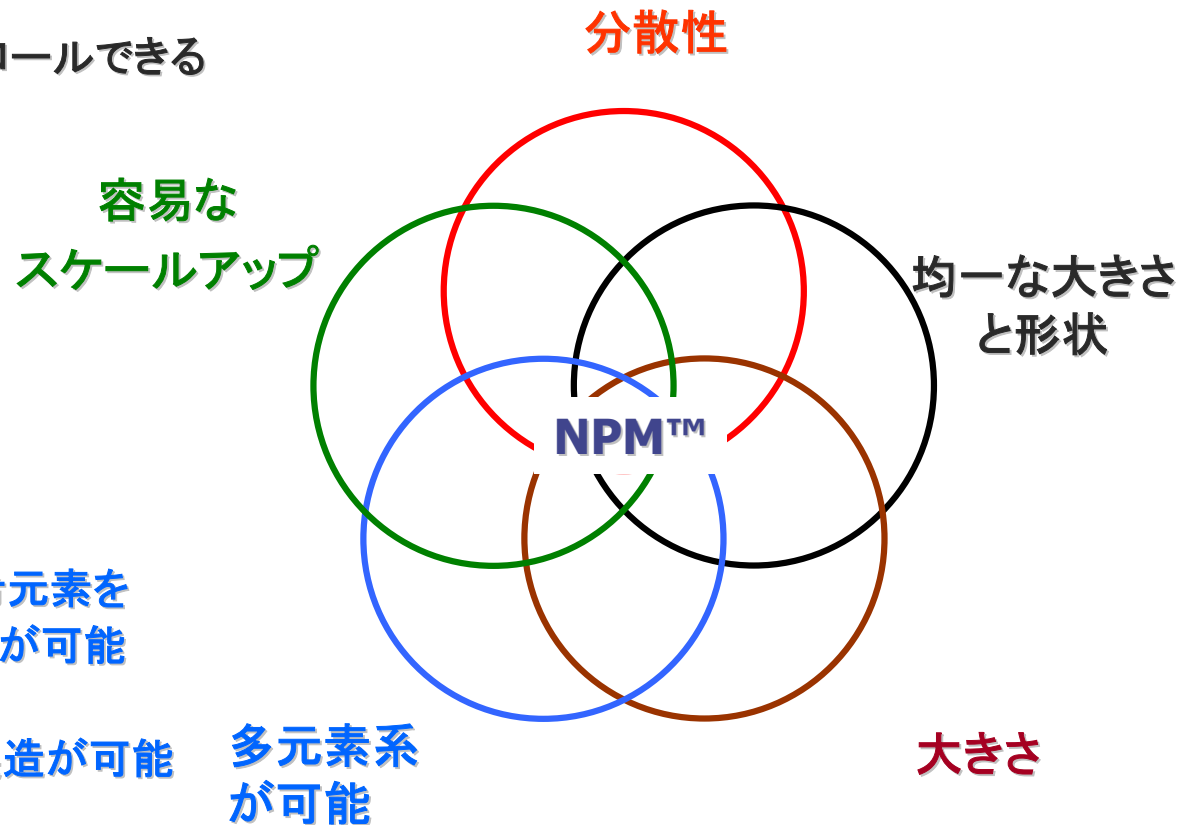 分散性
ロールできる
容易な
スケールアップ
均一な大きさ
と形状
NPM™
元素を
が可能
造が可能
多元素系
が可能
大きさ